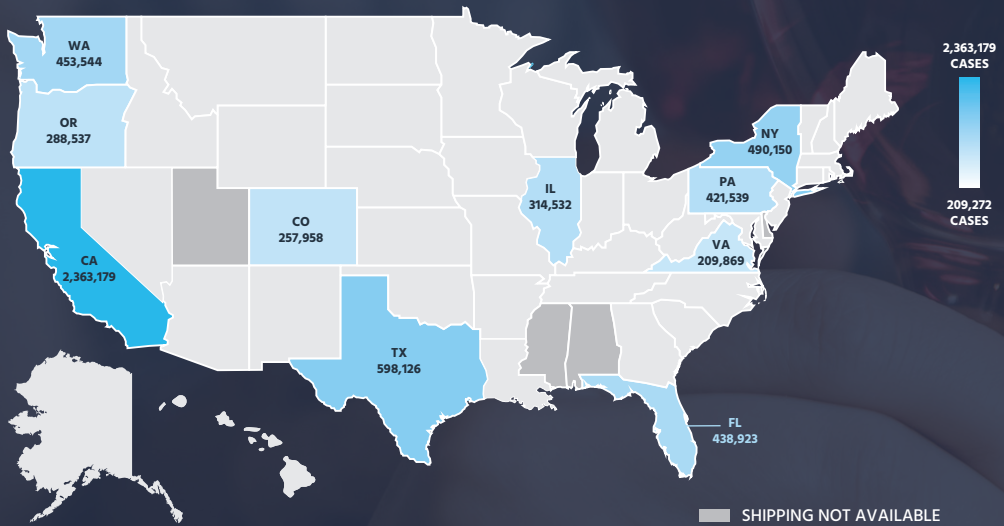 WA
453,544
OR
288,537
CA
2,363,179
CO
257,958
TX
598,126
IL
314,532
NY
490,150
PA
421,539
VA
209,869
FL
438,923
2,363,179
CASES
209,272
CASES
SHIPPING NOT AVAILABLE